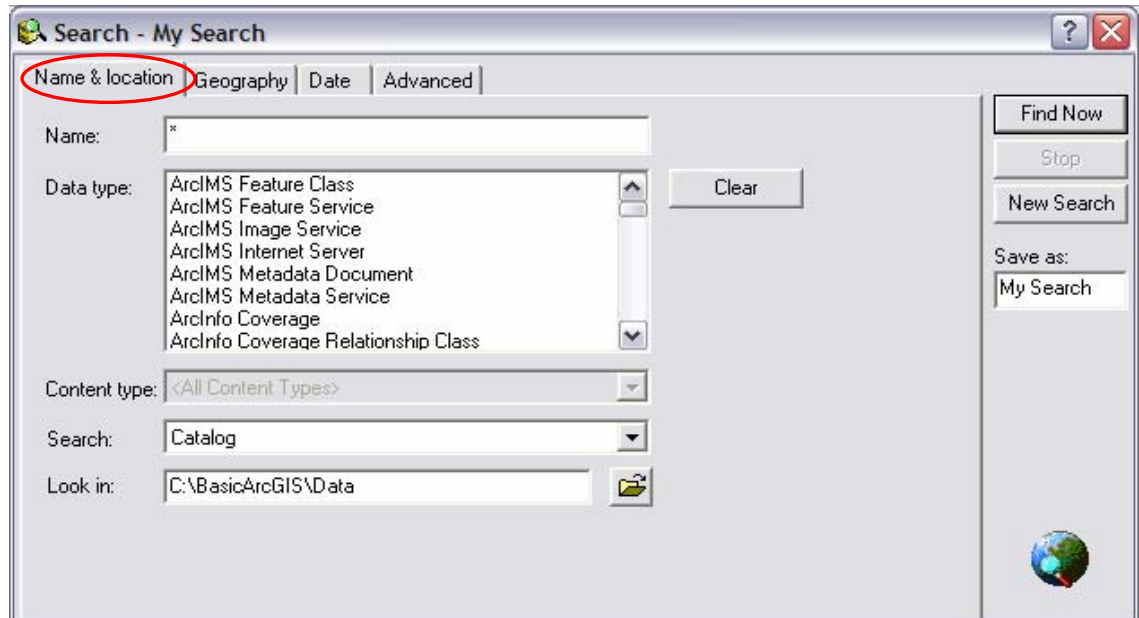 Search - My Search
Name & location
Geography
Date
Advanced
Name:
*
Data type:
ArcIMS Feature Class
ArcIMS Feature Service
ArcIMS Image Service
ArcIMS Internet Server
ArcIMS Metadata Document
ArcIMS Metadata Service
ArcInfo Coverage
ArcInfo Coverage Relationship Class
Clear
Content type:
<All Content Types>
Search:
Catalog
Look in:
C:\BasicArcGIS\Data
Find Now
Stop
New Search
Save as:
My Search